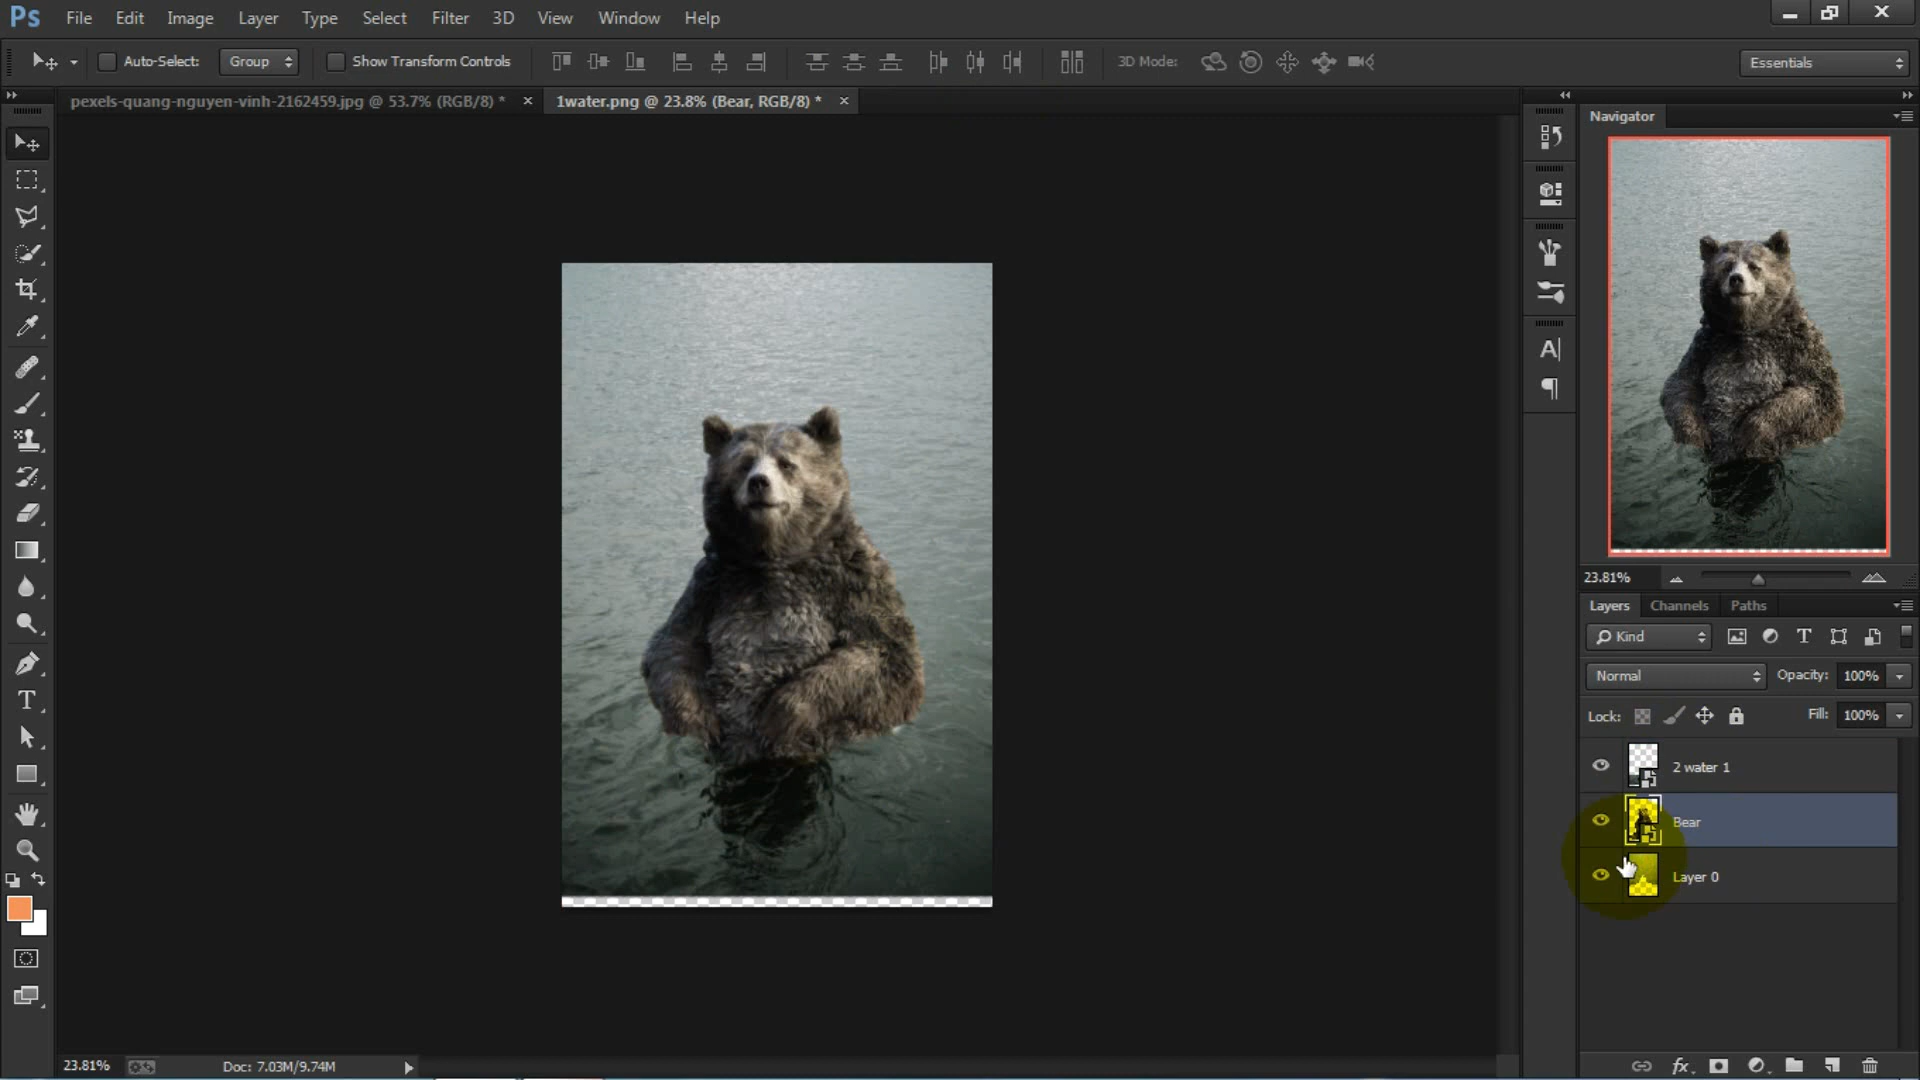 Ps File Edit Image Layer Type Select Filter 3D View Window Help
Auto-Select: Group Show Transform Controls 3D Mode: Essentials
pexels-quang-nguyen-vinh-2162459.jpg @ 53.7% (RGB/8) * × 1water.png @ 23.8% (Bear, RGB/8) * ×
Navigator
23.81%
Layers Channels Paths
Kind
Normal Opacity: 100%
Lock: Fill: 100%
2 water 1
Bear
Layer 0
23.81% Doc: 7.03M/9.74M
fx